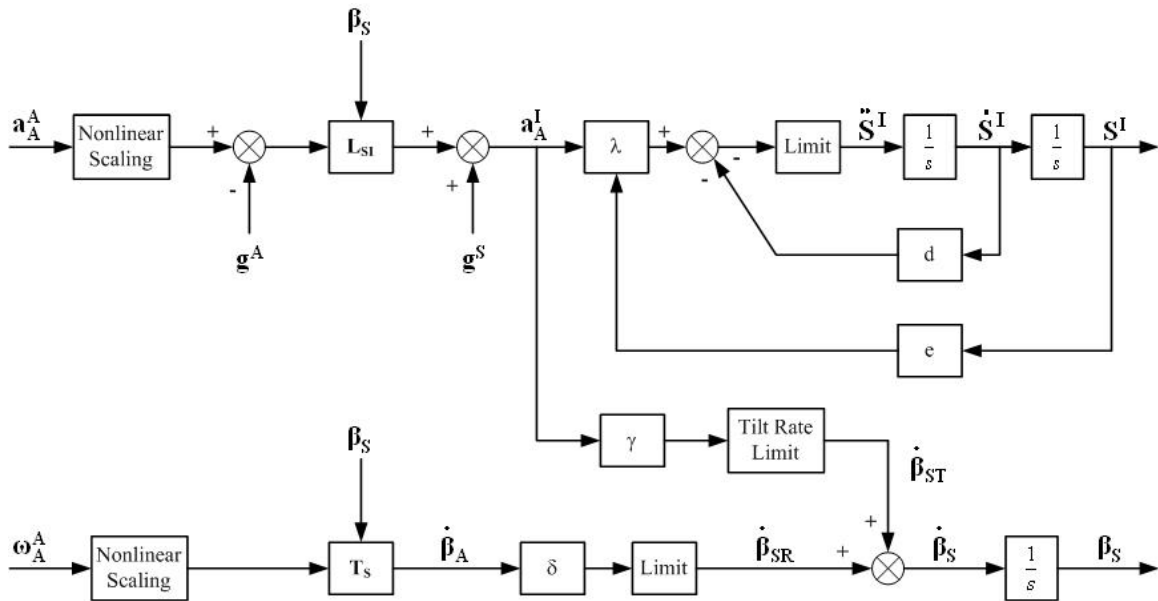 β_S
a_A^A
Nonlinear
Scaling
+
-
g^A
L_SI
+
+
g^S
a_A^I
λ
+
-
-
Limit
S̈^I
1/s
Ṡ^I
1/s
S^I
d
e
γ
Tilt Rate
Limit
β̇_ST
β_S
ω_A^A
Nonlinear
Scaling
T_S
β̇_A
δ
Limit
β̇_SR
+
+
β̇_S
1/s
β_S